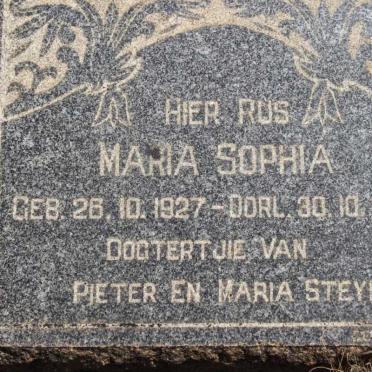 HIER RUS
MARIA SOPHIA
GEB. 26.10.1927-OORL.30.10.
DOGTERTJIE VAN
PIETER EN MARIA STEY